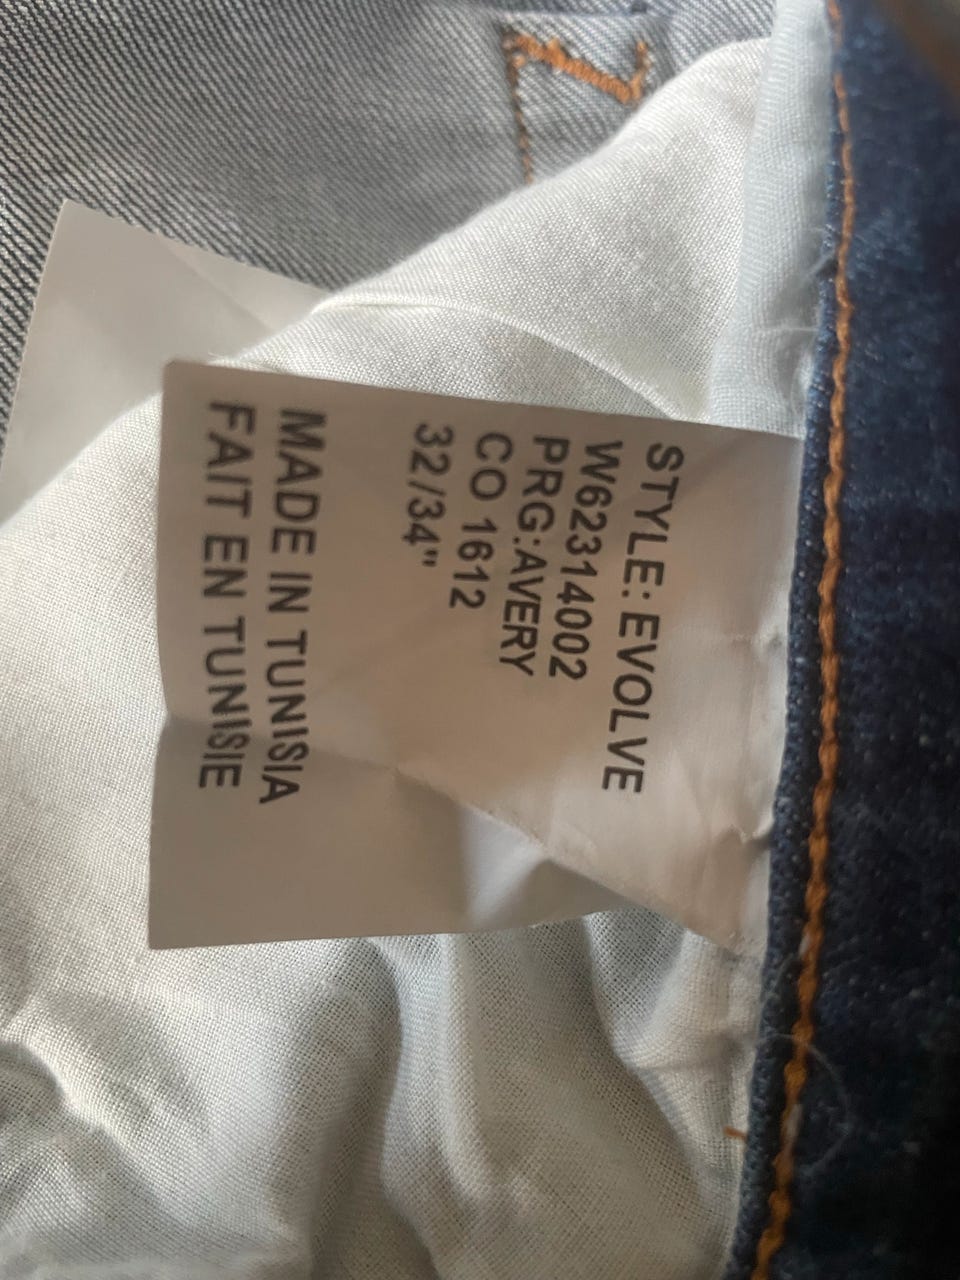 STYLE: EVOLVE
W62314002
PRG:AVERY
CO 1612
32/34"
MADE IN TUNISIA
FAIT EN TUNISIE